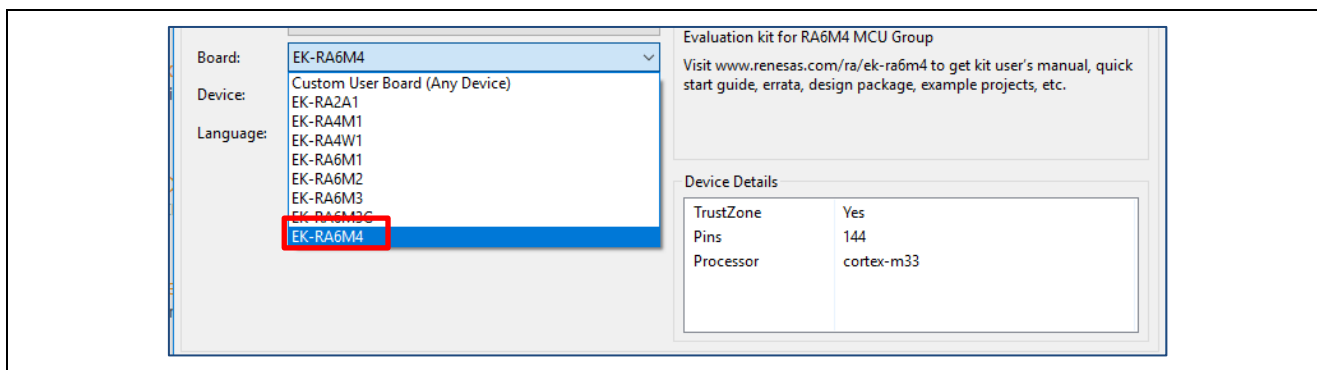 Board:
EK-RA6M4
Custom User Board (Any Device)
EK-RA2A1
EK-RA4M1
EK-RA4W1
EK-RA6M1
EK-RA6M2
EK-RA6M3
EK-RA6M3G
EK-RA6M4
Device:
Language:
Evaluation kit for RA6M4 MCU Group
Visit www.renesas.com/ra/ek-ra6m4 to get kit user's manual, quick
start guide, errata, design package, example projects, etc.
Device Details
TrustZone Yes
Pins 144
Processor cortex-m33